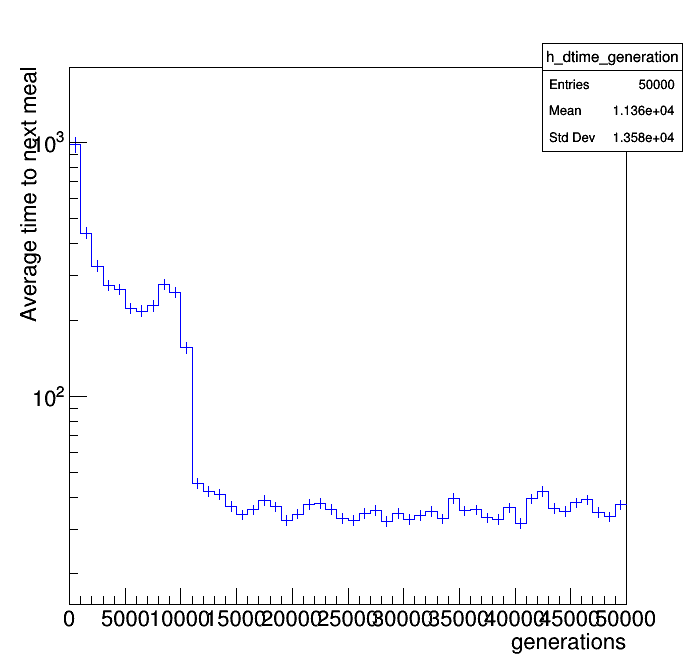 h_dtime_generation
Entries 50000
Mean 1.136e+04
Std Dev 1.358e+04
Average time to next meal
10³
10²
0 5000 10000 15000 20000 25000 30000 35000 40000 45000 50000
generations